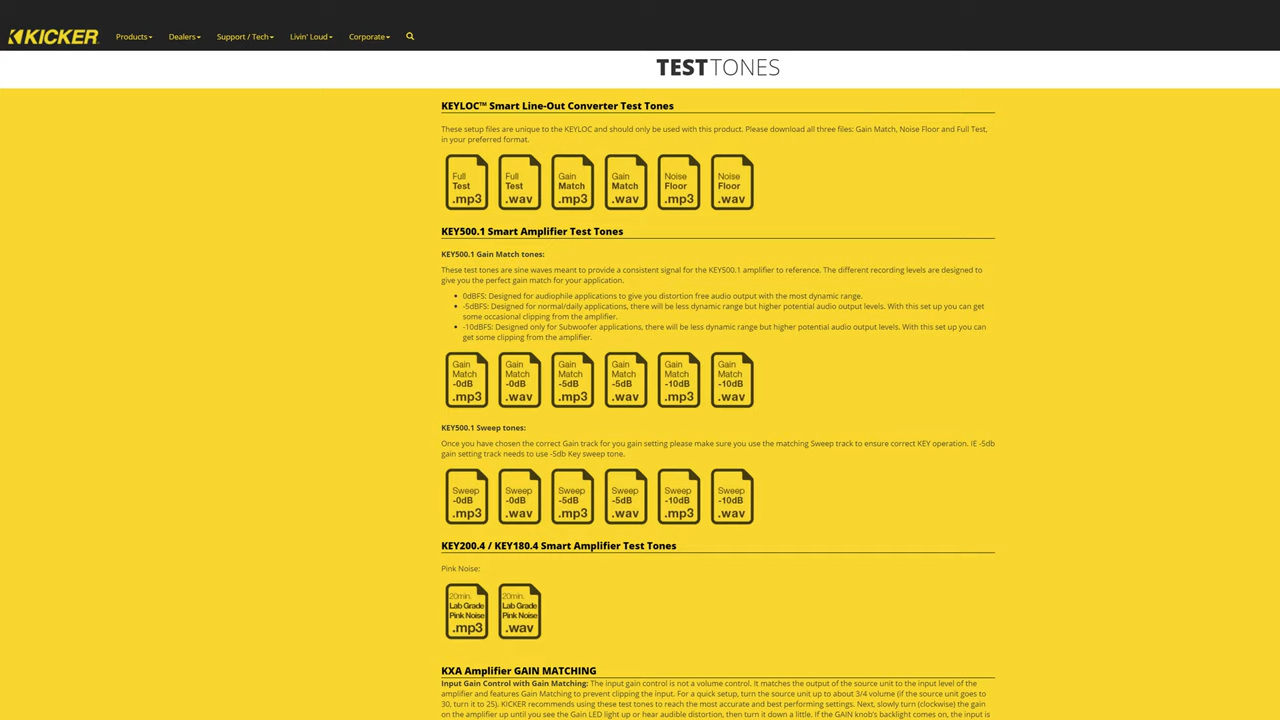 KICKER
Products
Dealers
Support / Tech
Livin' Loud
Corporate
TESTTONES
KEYLOC™ Smart Line-Out Converter Test Tones
These setup files are unique to the KEYLOC and should only be used with this product. Please download all three files: Gain Match, Noise Floor and Full Test,
in your preferred format.
Full Test .mp3
Full Test .wav
Gain Match .mp3
Gain Match .wav
Noise Floor .mp3
Noise Floor .wav
KEY500.1 Smart Amplifier Test Tones
KEY500.1 Gain Match tones:
These test tones are sine waves meant to provide a consistent signal for the KEY500.1 amplifier to reference. The different recording levels are designed to
give you the perfect gain match for your application.
• 0dBFS: Designed for audiophile applications to give you distortion free audio output with the most dynamic range.
• -5dBFS: Designed for normal/daily applications, there will be less dynamic range but higher potential audio output levels. With this set up you can get
some occasional clipping from the amplifier.
• -10dBFS: Designed only for Subwoofer applications, there will be less dynamic range but higher potential audio output levels. With this set up you can
get some clipping from the amplifier.
Gain Match -0dB .mp3
Gain Match -0dB .wav
Gain Match -5dB .mp3
Gain Match -5dB .wav
Gain Match -10dB .mp3
Gain Match -10dB .wav
KEY500.1 Sweep tones:
Once you have chosen the correct Gain track for you gain setting please make sure you use the matching Sweep track to ensure correct KEY operation. IE -5db
gain setting track needs to use -5db Key sweep tone.
Sweep -0dB .mp3
Sweep -0dB .wav
Sweep -5dB .mp3
Sweep -5dB .wav
Sweep -10dB .mp3
Sweep -10dB .wav
KEY200.4 / KEY180.4 Smart Amplifier Test Tones
Pink Noise:
20min. Lab Grade Pink Noise .mp3
20min. Lab Grade Pink Noise .wav
KXA Amplifier GAIN MATCHING
Input Gain Control with Gain Matching: The input gain control is not a volume control. It matches the output of the source unit to the input level of the
amplifier and features Gain Matching to prevent clipping the input. For a quick setup, turn the source unit up to about 3/4 volume (if the source unit goes to
30, turn it to 25). KICKER recommends using these test tones to reach the most accurate and best performing settings. Next, slowly turn (clockwise) the gain
on the amplifier up until you see the Gain LED light up or hear audible distortion, then turn it down a little. If the GAIN knob's backlight comes on, the input is